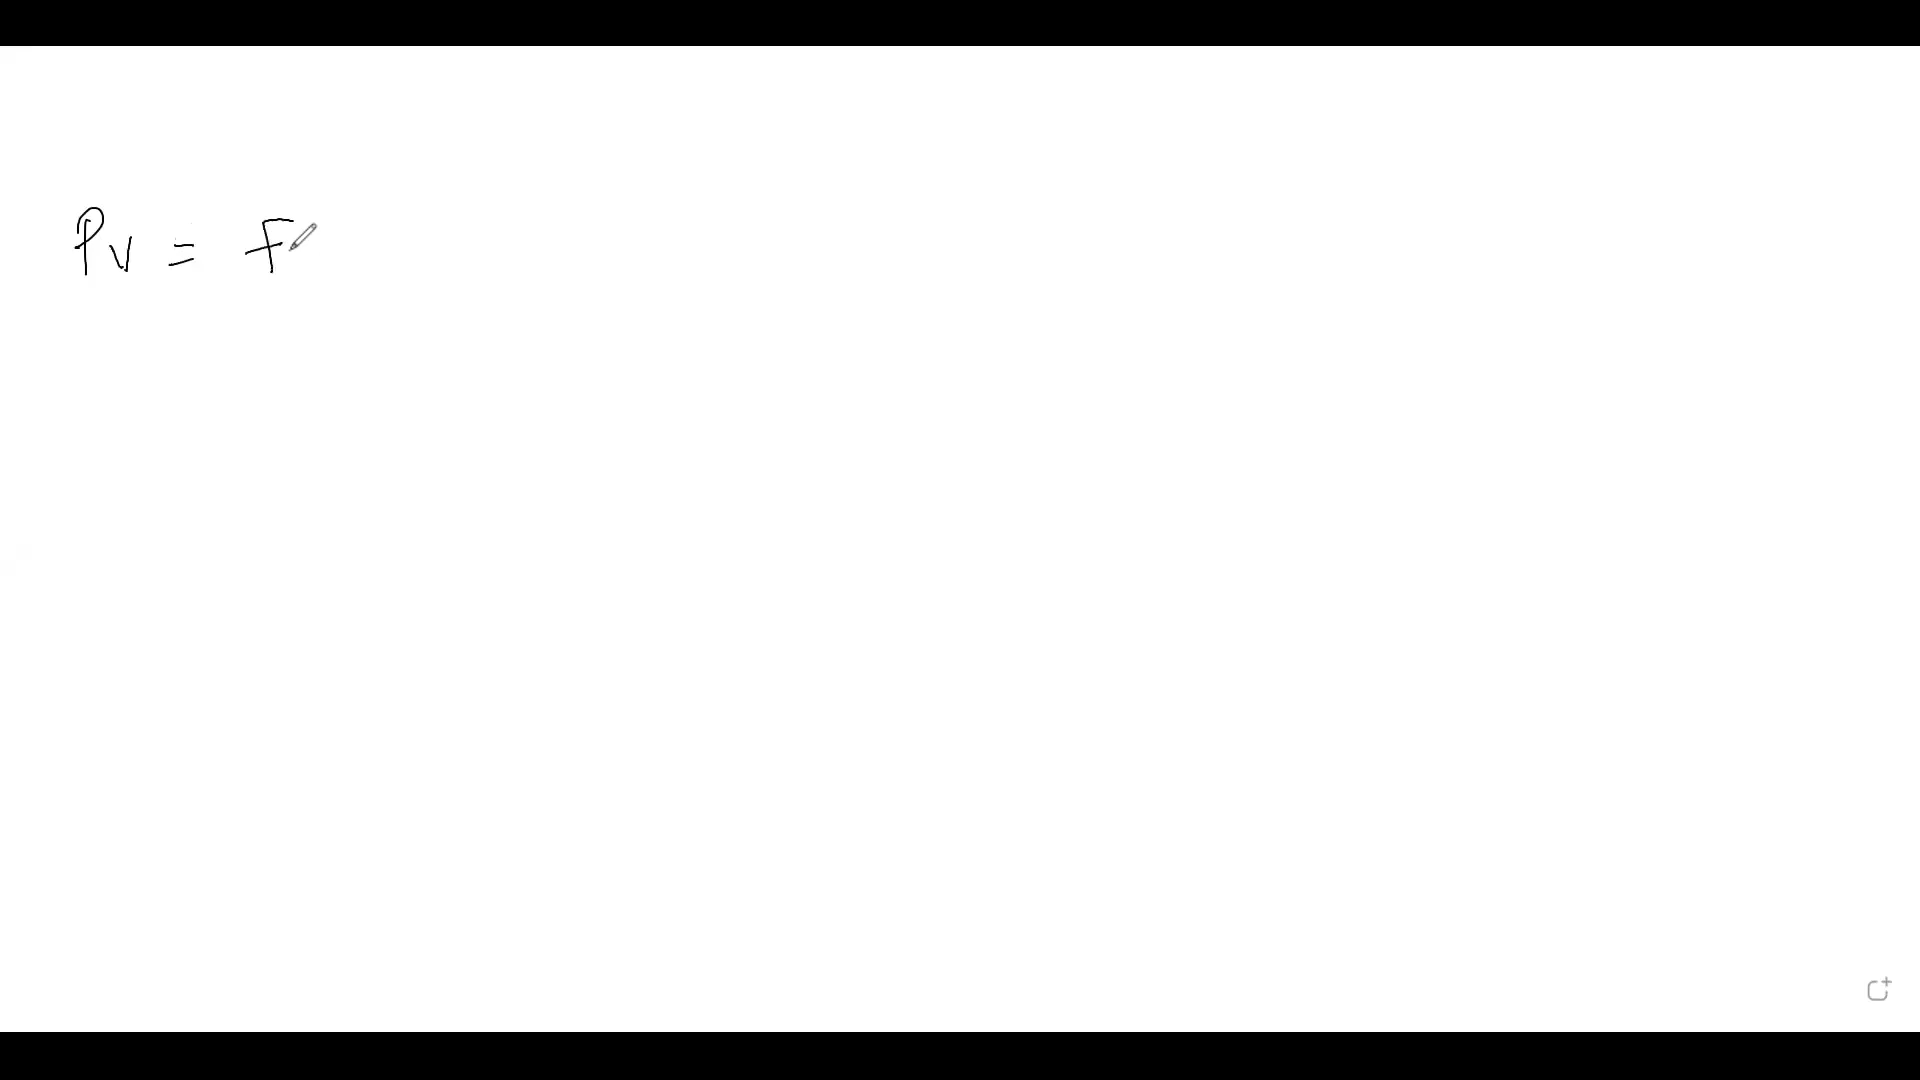 Pv = F